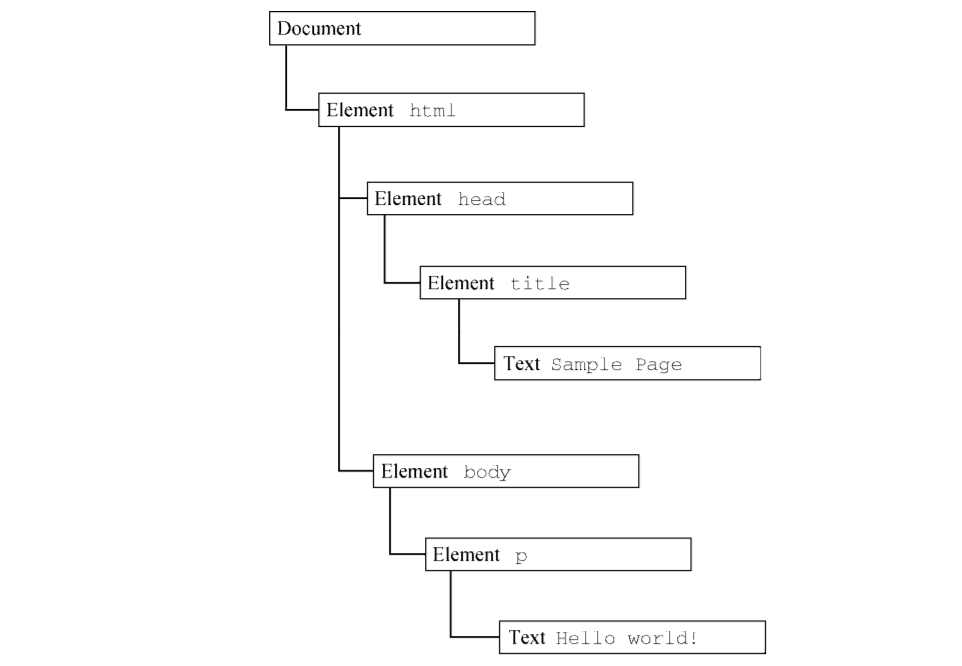 Document
Element html
Element head
Element title
Text Sample Page
Element body
Element p
Text Hello world!